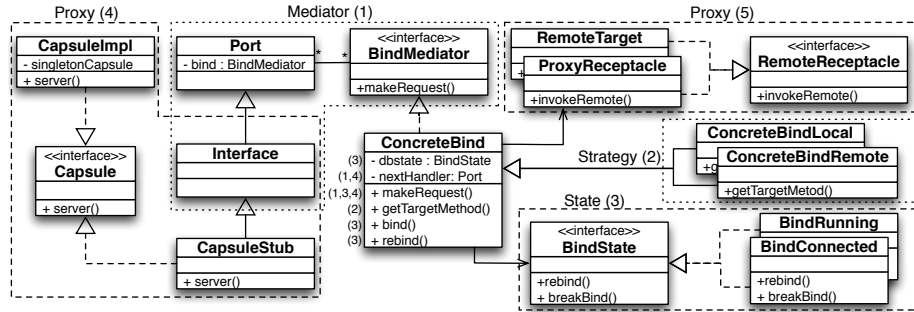 Proxy (4)
Mediator (1)
Proxy (5)
CapsuleImpl
- singletonCapsule
+ server()
Port
- bind : BindMediator
*
*
<<interface>>
BindMediator
+makeRequest()
RemoteTarget
+
ProxyReceptacle
+invokeRemote()
<<interface>>
RemoteReceptacle
+invokeRemote()
<<interface>>
Capsule
+ server()
Interface
CapsuleStub
+ server()
ConcreteBind
(3) - dbstate : BindState
(1,4) - nextHandler: Port
(1,3,4) + makeRequest()
(2) + getTargetMethod()
(3) + bind()
(3) + rebind()
Strategy (2)
ConcreteBindLocal
+g
ConcreteBindRemote
+getTargetMetod()
State (3)
<<interface>>
BindState
+rebind()
+ breakBind()
BindRunning
BindConnected
+rebind()
+ breakBind()